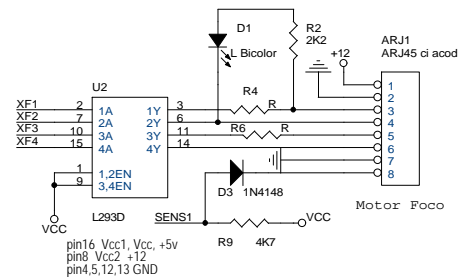 D1
L Bicolor
R2
2K2
ARJ1
ARJ45 ci acod
+12
U2
R4
R
XF1 2 1A 1Y 3
XF2 7 2A 2Y 6
XF3 10 3A 3Y 11
XF4 15 4A 4Y 14
R6 R
1 1,2EN
9 3,4EN
L293D
VCC
1
2
3
4
5
6
7
8
D3 1N4148
SENS1
VCC
R9 4K7
Motor Foco
pin16 Vcc1, Vcc, +5v
pin8 Vcc2 +12
pin4,5,12,13 GND